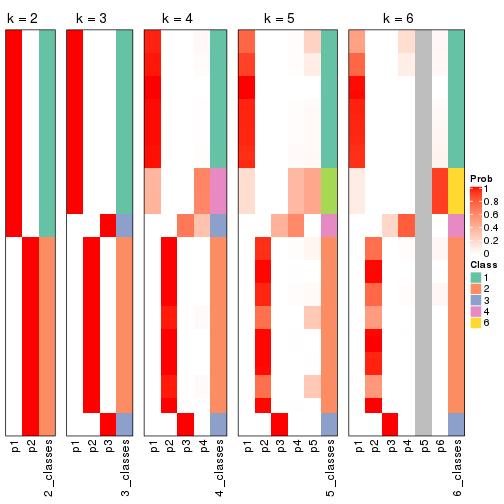 k = 2
k = 3
k = 4
k = 5
k = 6
Prob
1
0.8
0.6
0.4
0.2
0
Class
1
2
3
4
6
p1
p2
2_classes
p1
p2
p3
3_classes
p1
p2
p3
p4
4_classes
p1
p2
p3
p4
p5
5_classes
p1
p2
p3
p4
p5
p6
6_classes